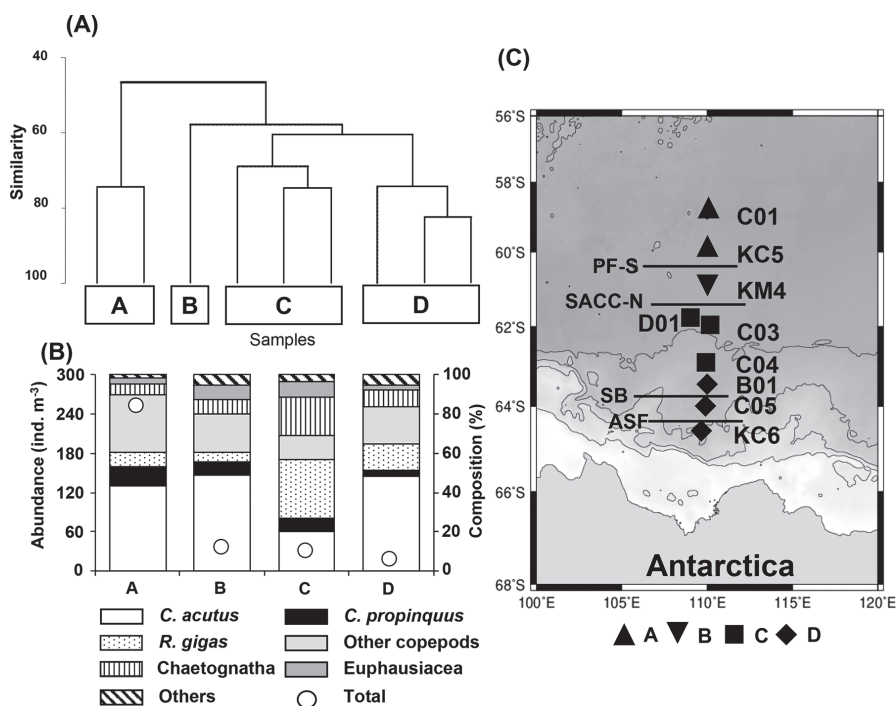 (A)
40
60
80
100
Similarity
A
B
C
D
Samples
(B)
300
240
180
120
60
0
Abundance (ind. m⁻³)
100
80
60
40
20
0
Composition (%)
A
B
C
D
C. acutus
C. propinquus
R. gigas
Other copepods
Chaetognatha
Euphausiacea
Others
Total
(C)
56°S
58°S
60°S
62°S
64°S
66°S
68°S
C01
KC5
PF-S
KM4
SACC-N
D01
C03
C04
B01
SB
C05
ASF
KC6
Antarctica
100°E
105°E
110°E
115°E
120°E
A
B
C
D